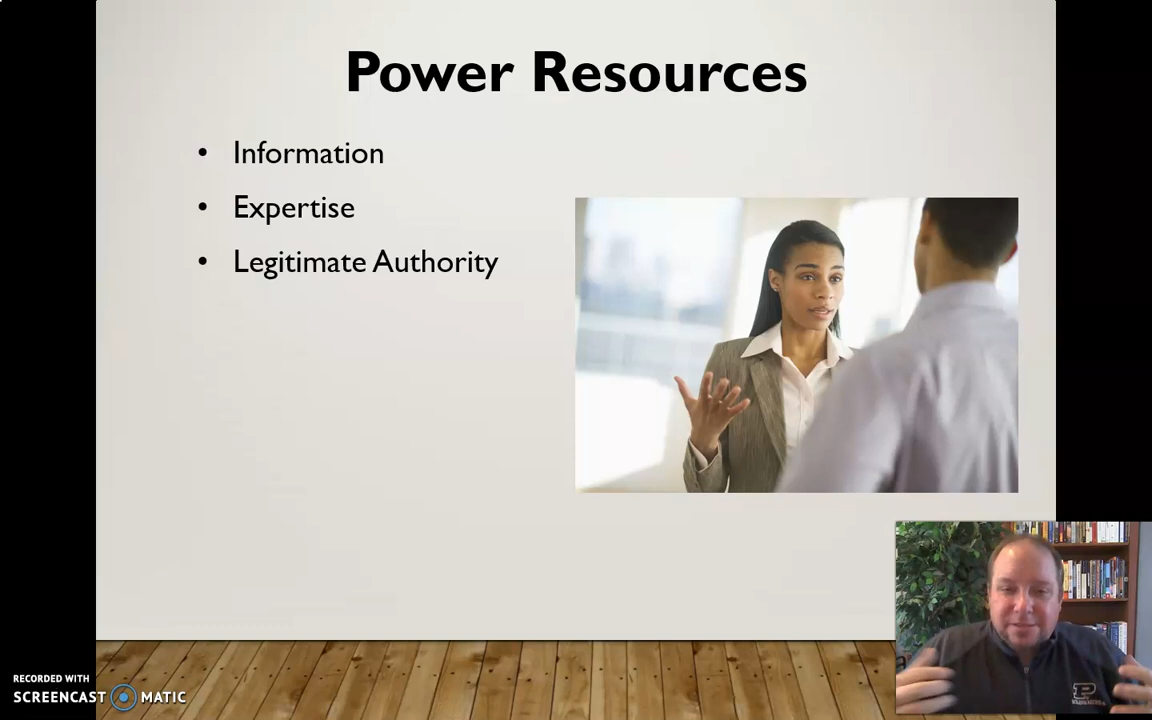 Power Resources
• Information
• Expertise
• Legitimate Authority
RECORDED WITH
SCREENCAST MATIC
P